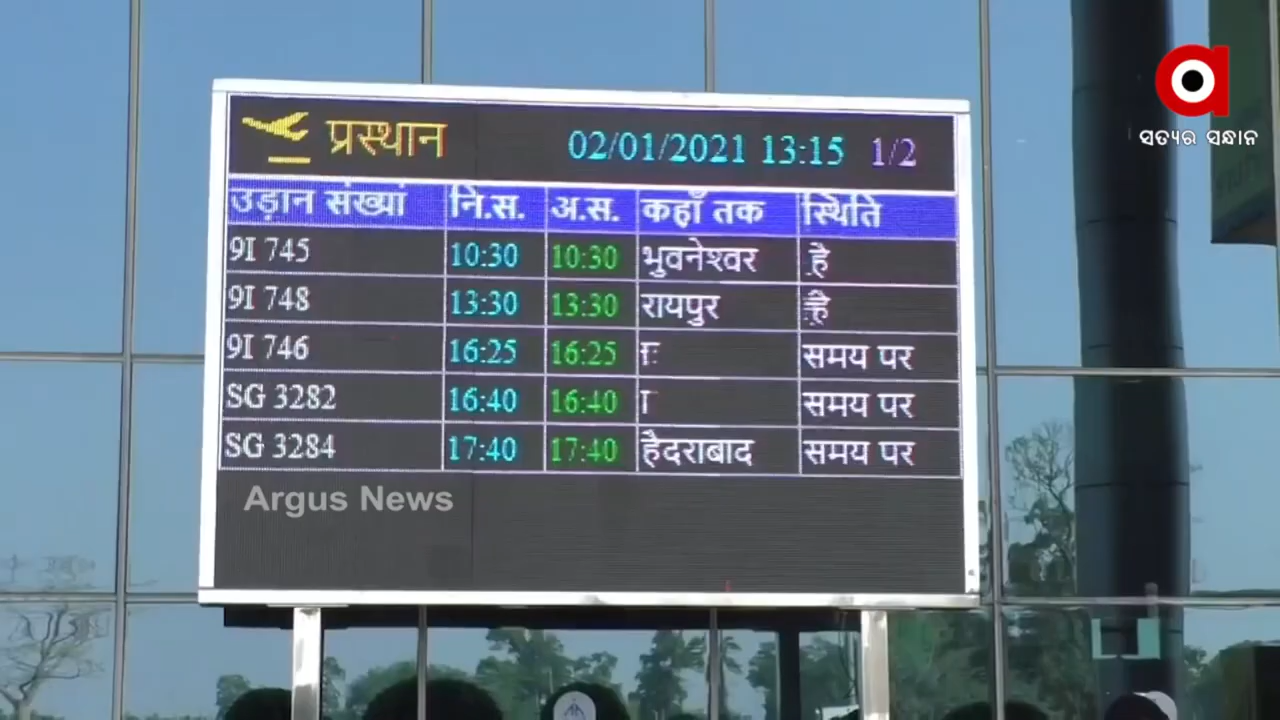 ସତ୍ୟର ସନ୍ଧାନ
प्रस्थान 02/01/2021 13:15 1/2
उड़ान संख्यां नि.स. अ.स. कहाँ तक स्थिति
9I 745 10:30 10:30 भुवनेश्वर है
9I 748 13:30 13:30 रायपुर है
9I 746 16:25 16:25 समय पर
SG 3282 16:40 16:40 समय पर
SG 3284 17:40 17:40 हैदराबाद समय पर
Argus News